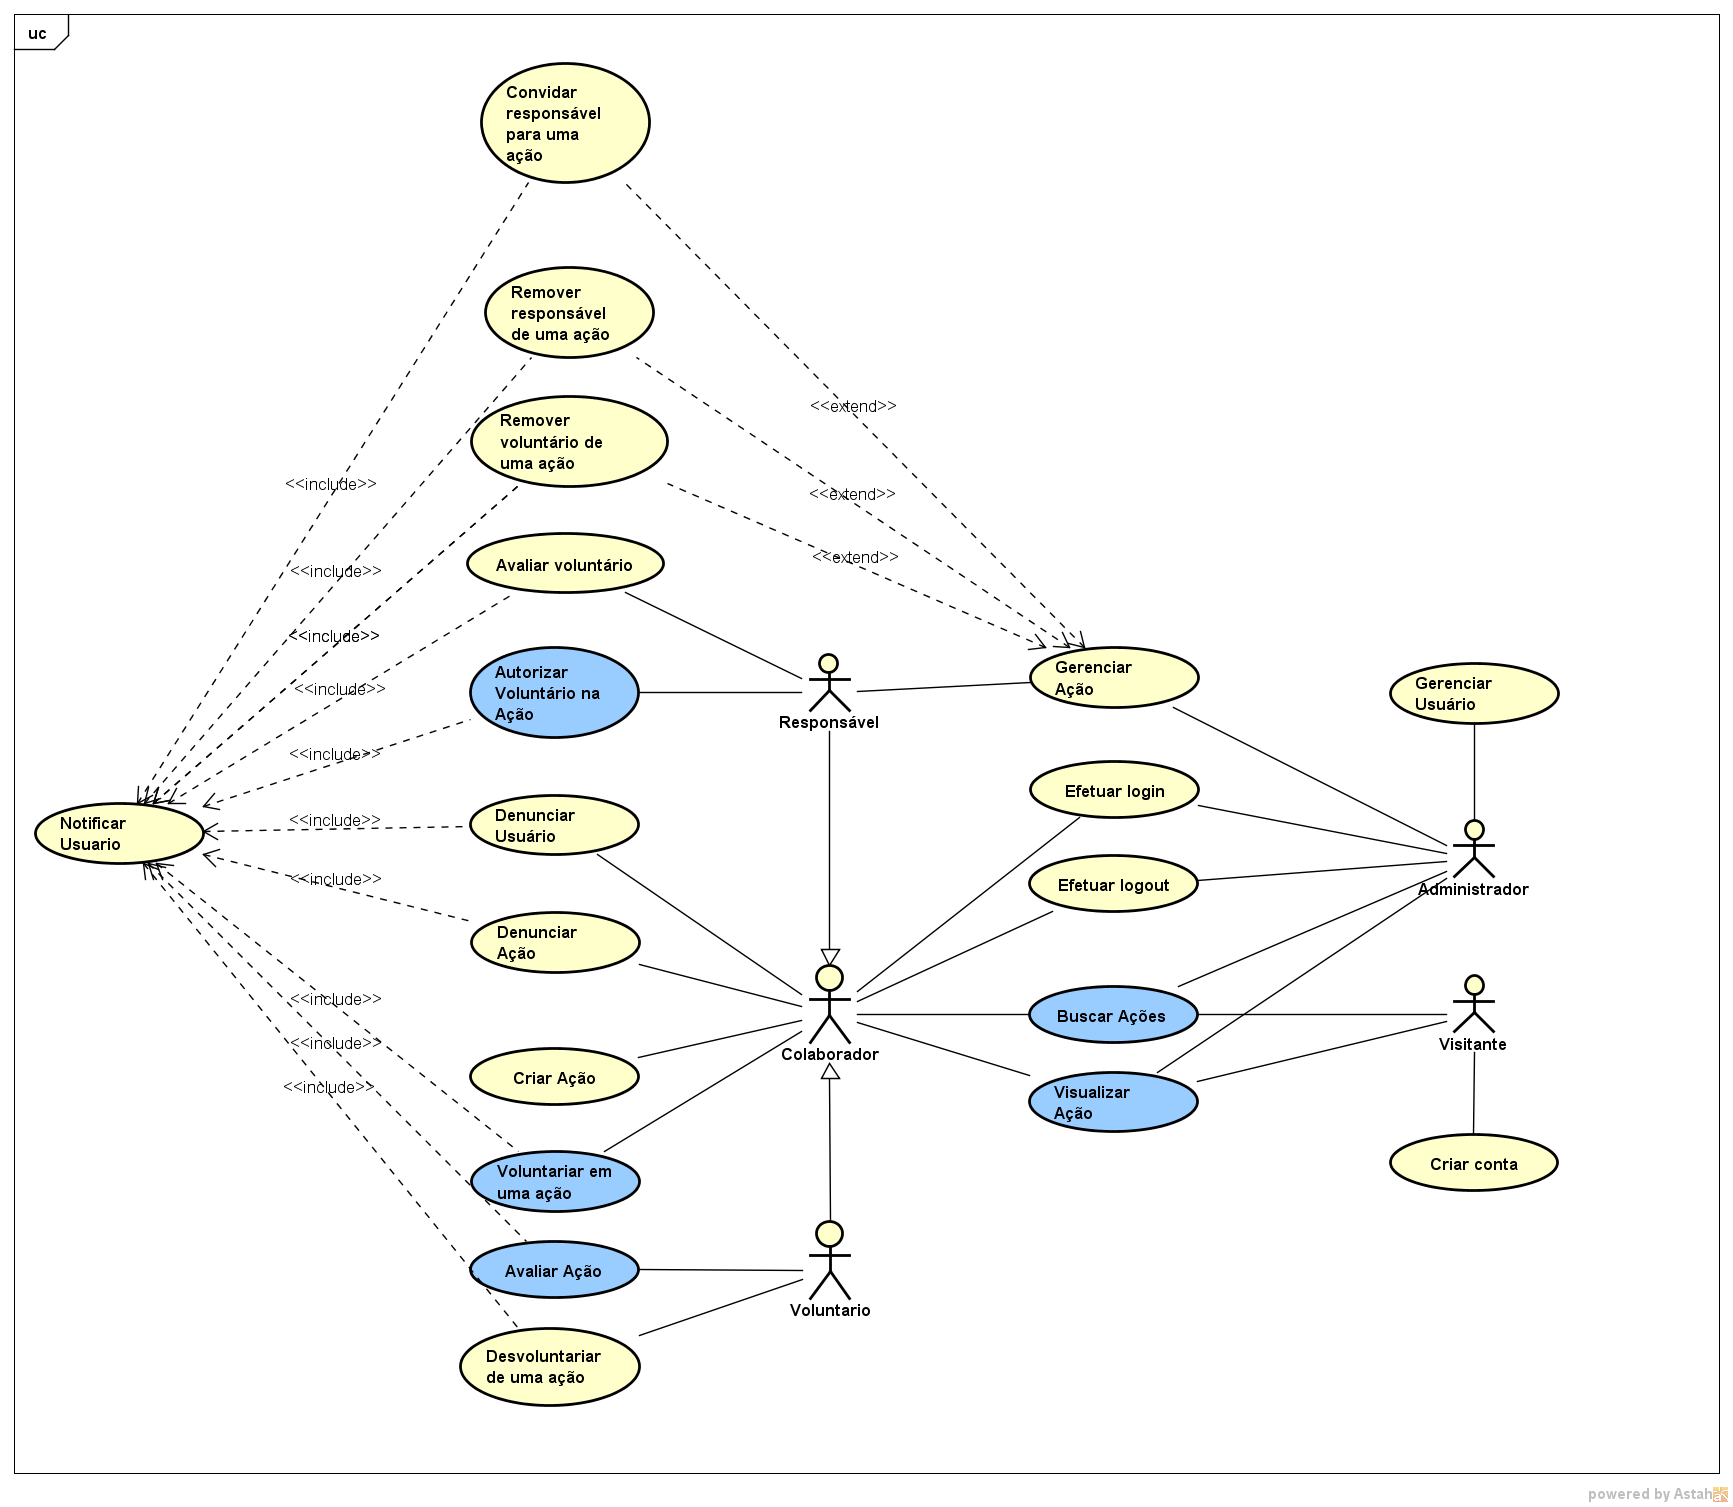 uc
Convidar
responsável
para uma
ação
Remover
responsável
de uma ação
<<extend>>
Remover
voluntário de
uma ação
<<include>>
<<extend>>
<<include>>
Avaliar voluntário
<<extend>>
<<include>>
Autorizar
Voluntário na
Ação
<<include>>
Responsável
Gerenciar
Ação
Gerenciar
Usuário
<<include>>
Efetuar login
Notificar
Usuario
<<include>>
Denunciar
Usuário
<<include>>
Efetuar logout
Administrador
Denunciar
Ação
<<include>>
Buscar Ações
Visitante
<<include>>
Colaborador
Criar Ação
<<include>>
Visualizar
Ação
Voluntariar em
uma ação
Criar conta
Avaliar Ação
Voluntario
Desvoluntariar
de uma ação
powered by Astah